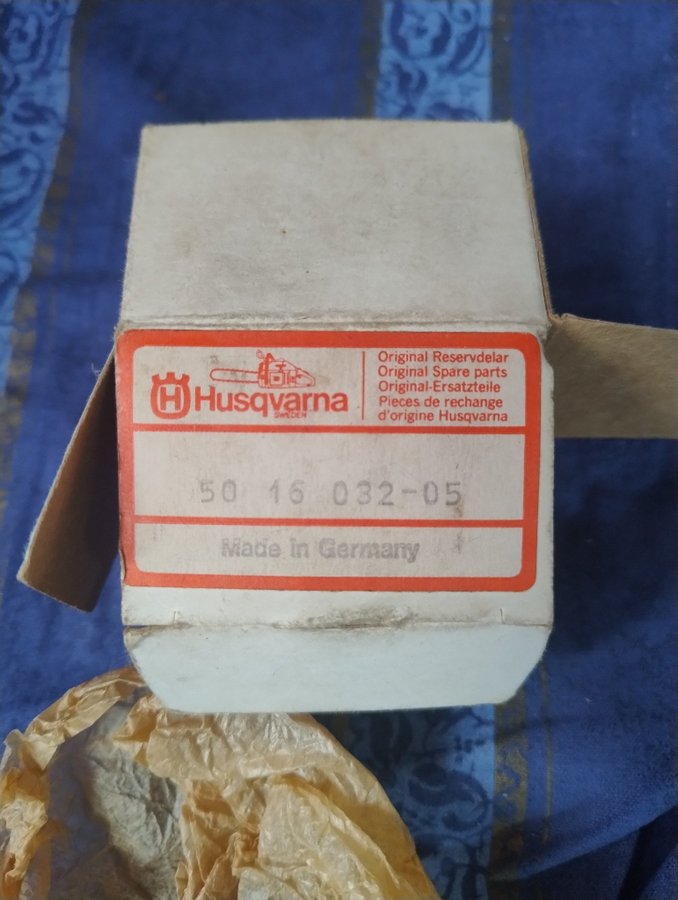 Husqvarna
SWEDEN
Original Reservdelar
Original Spare parts
Original-Ersatzteile
Pieces de rechange
d'origine Husqvarna
50 16 032-05
Made in Germany